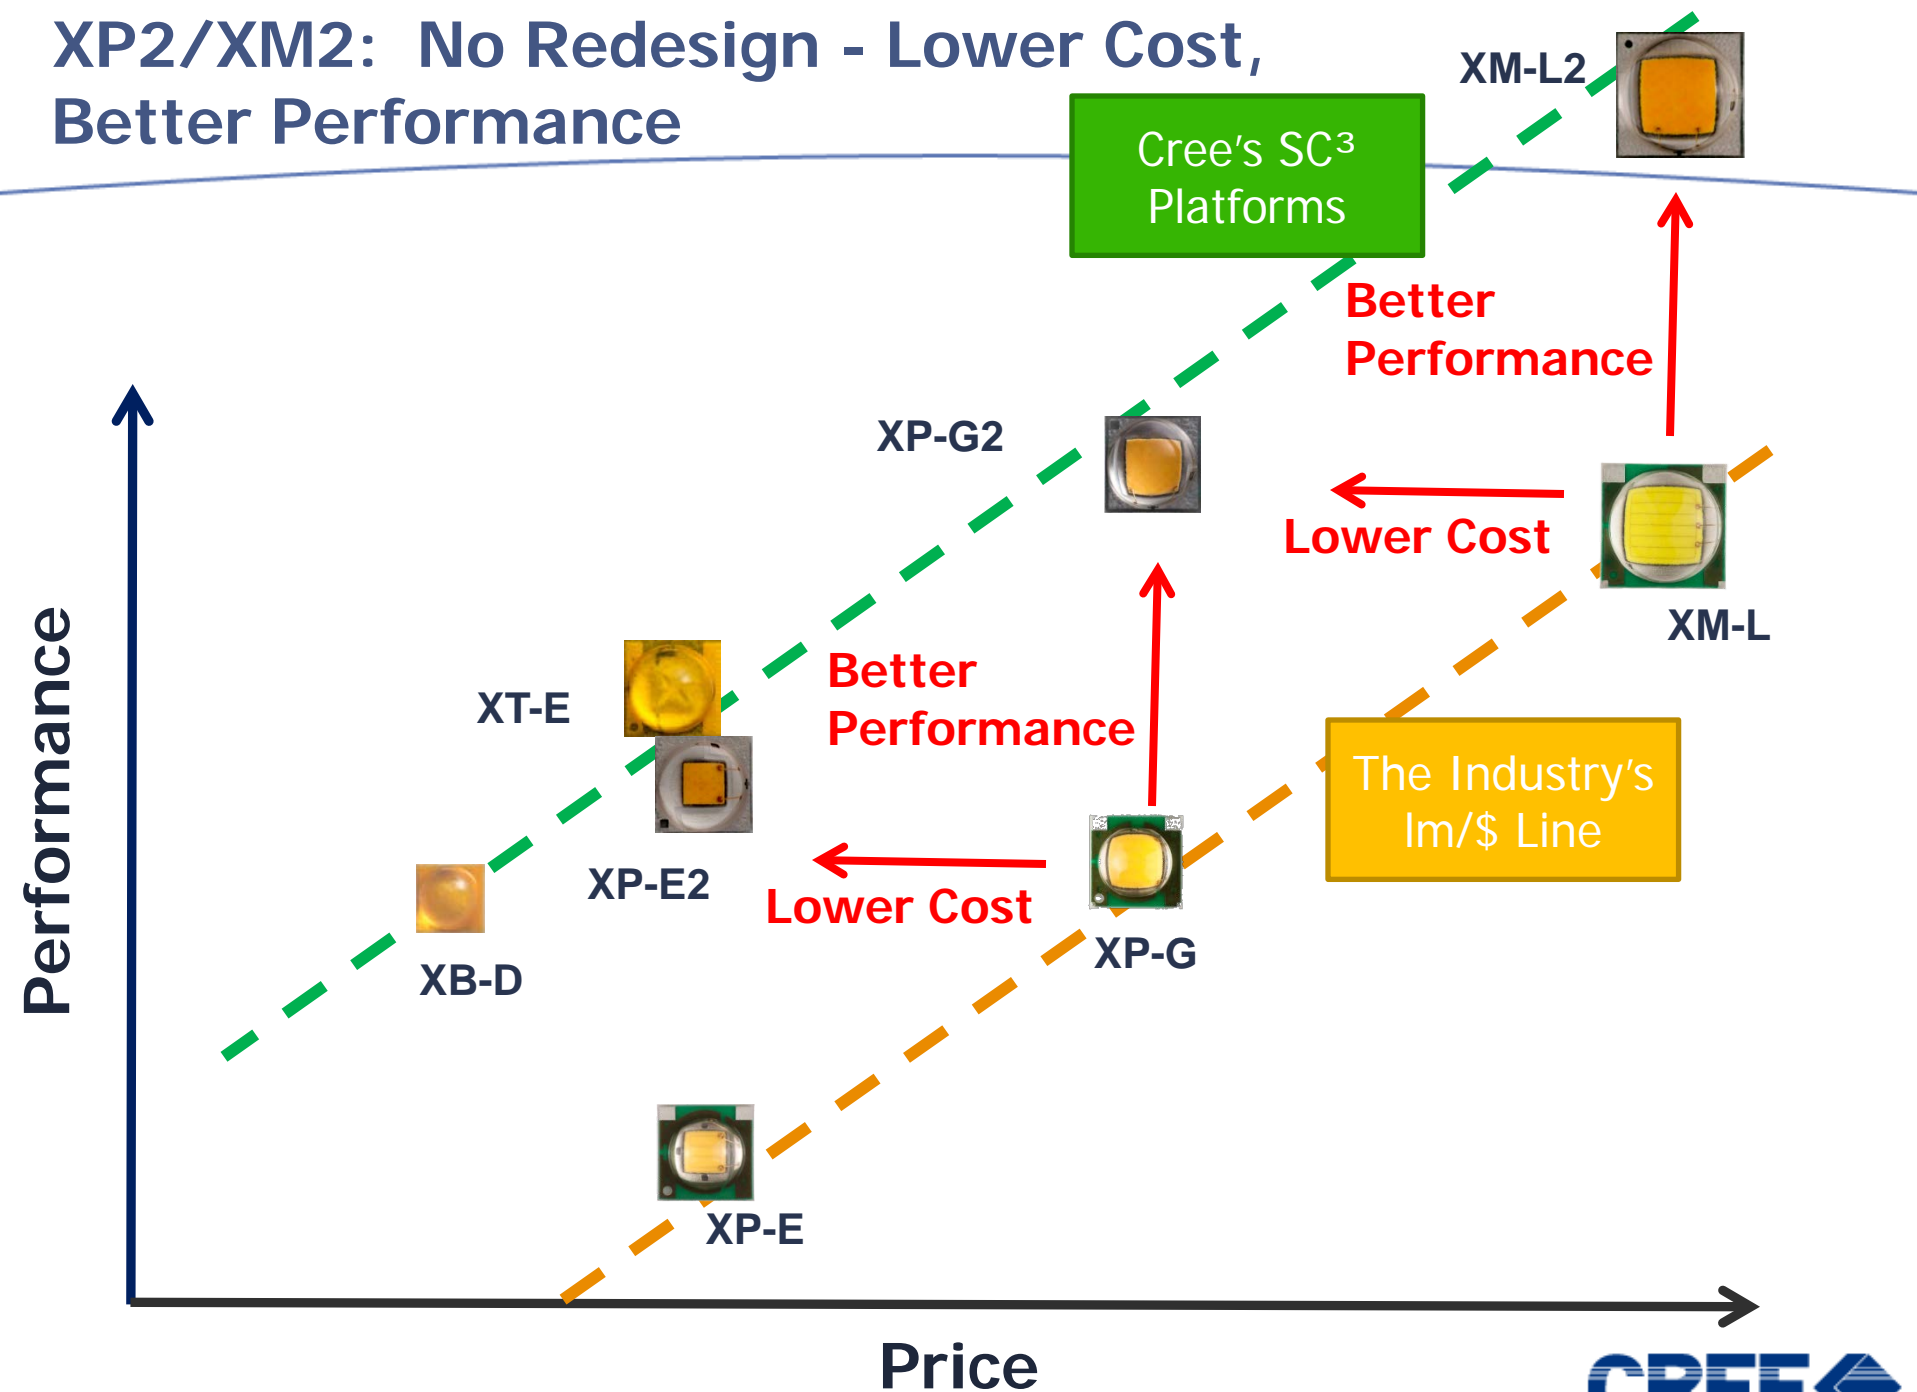 XP2/XM2: No Redesign - Lower Cost,
Better Performance
XM-L2
Cree's SC³
Platforms
Better
Performance
XP-G2
Lower Cost
XM-L
XT-E
Better
Performance
The Industry's
lm/$ Line
XP-E2
Lower Cost
XP-G
XB-D
XP-E
Performance
Price
CREE